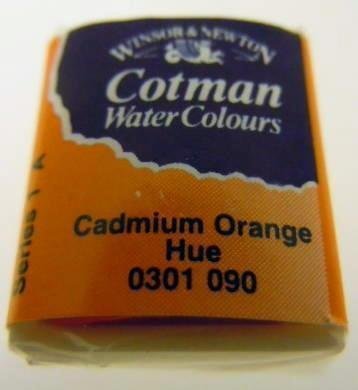 WINSOR & NEWTON
Cotman
Water Colours
Cadmium Orange
Hue
0301 090
Series 1 A